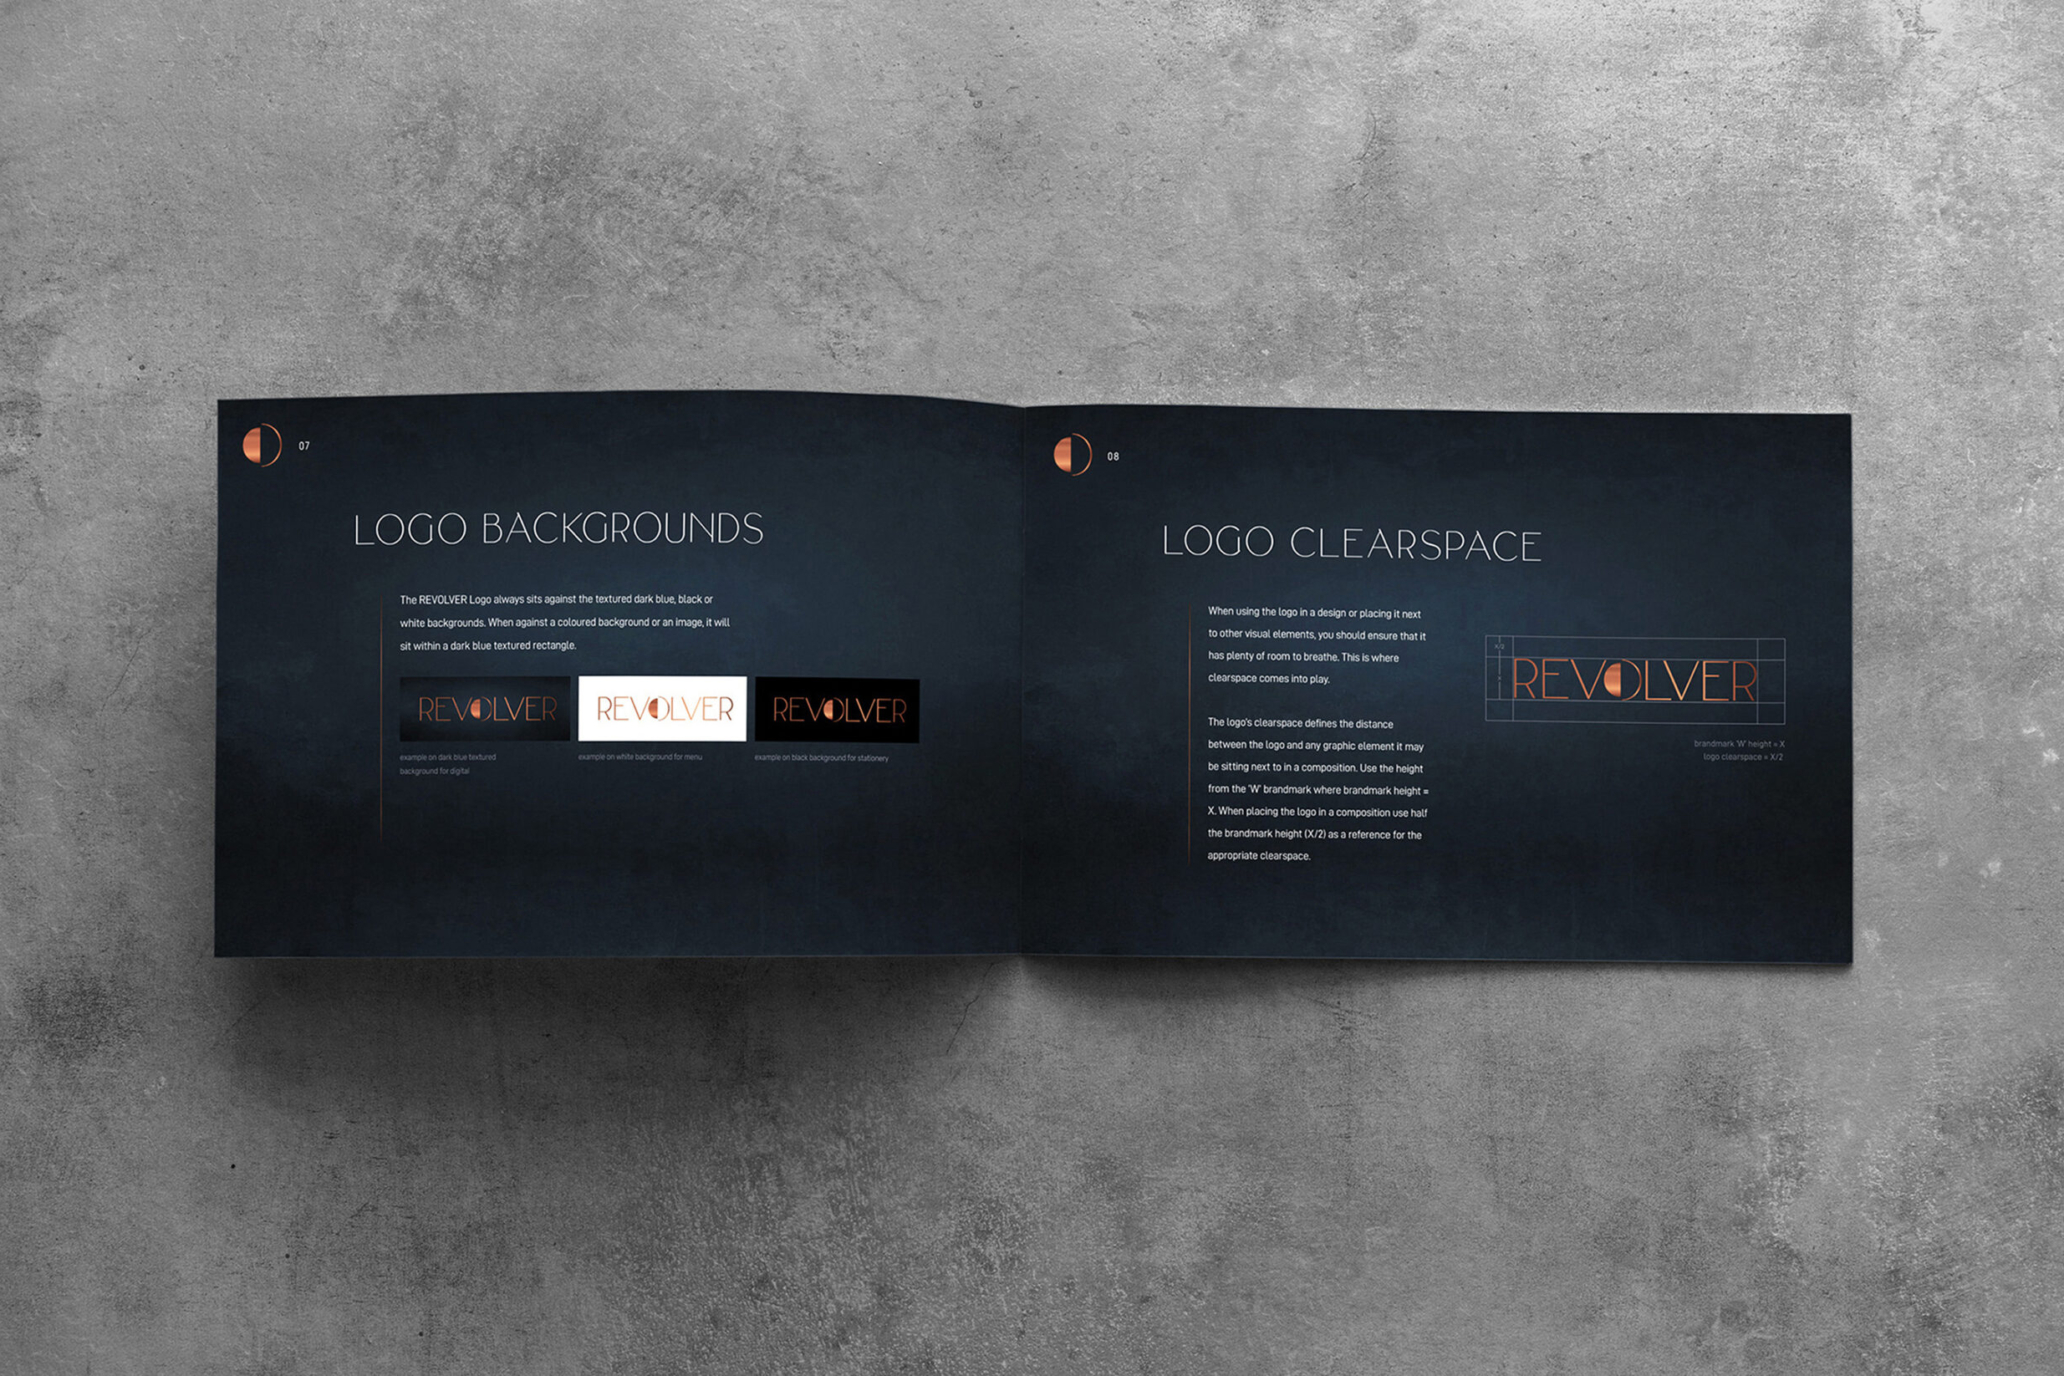 07
LOGO BACKGROUNDS
The REVOLVER Logo always sits against the textured dark blue, black or
white backgrounds. When against a coloured background or an image, it will
sit within a dark blue textured rectangle.
REVOLVER
REVOLVER
REVOLVER
example on dark blue textured
background for digital
example on white background for menu
example on black background for stationery
08
LOGO CLEARSPACE
When using the logo in a design or placing it next
to other visual elements, you should ensure that it
has plenty of room to breathe. This is where
clearspace comes into play.
The logo's clearspace defines the distance
between the logo and any graphic element it may
be sitting next to in a composition. Use the height
from the 'W' brandmark where brandmark height =
X. When placing the logo in a composition use half
the brandmark height (X/2) as a reference for the
appropriate clearspace.
X/2
REVOLVER
brandmark 'W' height = X
logo clearspace = X/2